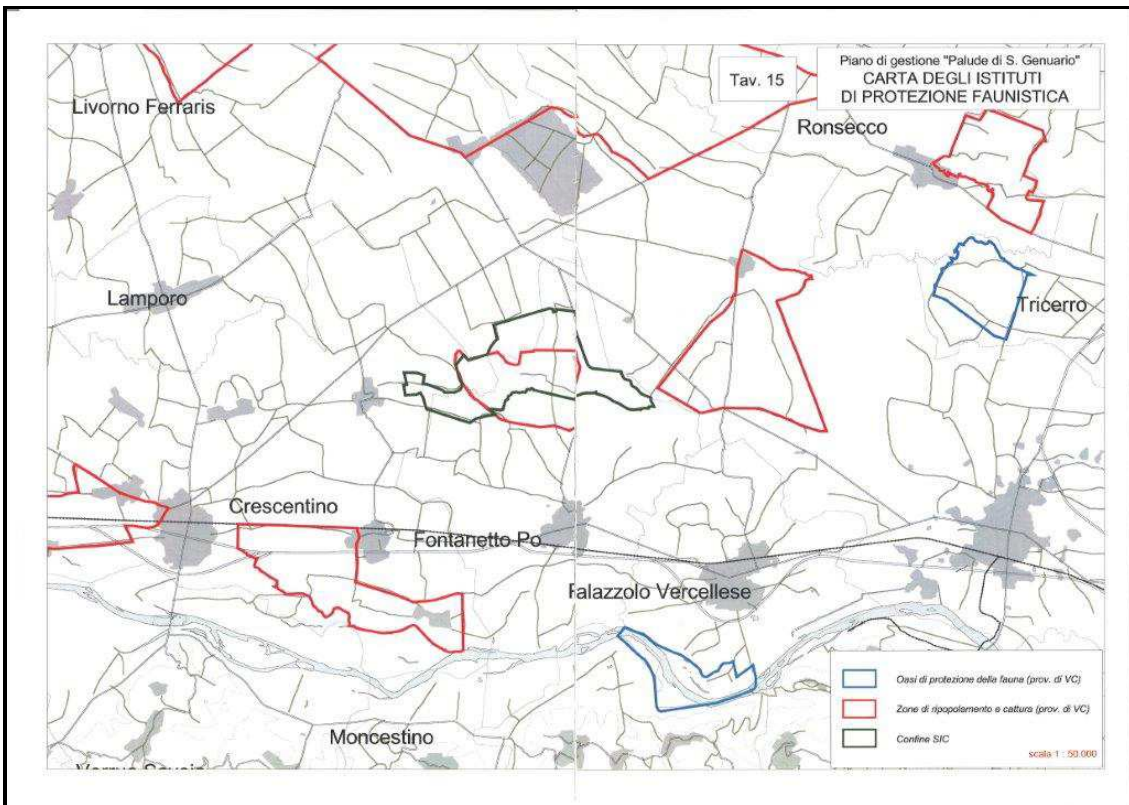 Tav. 15
Piano di gestione "Palude di S. Genuario"
CARTA DEGLI ISTITUTI
DI PROTEZIONE FAUNISTICA
Livorno Ferraris
Ronsecco
Lamporo
Tricerro
Crescentino
Fontanetto Po
Palazzolo Vercellese
Moncestino
Oasi di protezione della fauna (prov. di VC)
Zone di ripopolamento e cattura (prov. di VC)
Confine SIC
scala 1 : 50.000